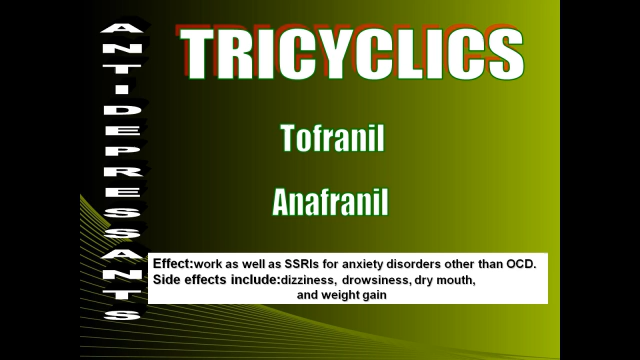 ANTIDEPRESSANTS
TRICYCLICS
Tofranil
Anafranil
Effect:work as well as SSRIs for anxiety disorders other than OCD.
Side effects include:dizziness, drowsiness, dry mouth,
and weight gain